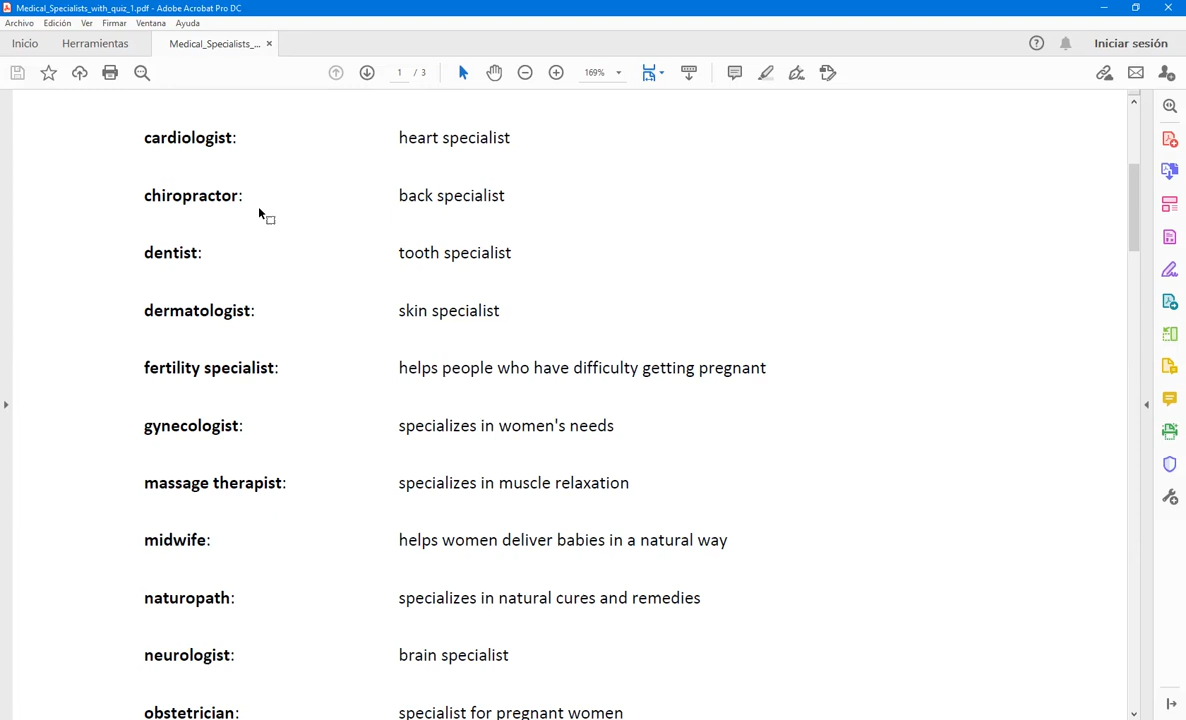 Medical_Specialists_with_quiz_1.pdf - Adobe Acrobat Pro DC
Archivo Edición Ver Firmar Ventana Ayuda
Inicio Herramientas Medical_Specialists_... × Iniciar sesión
1 / 3 169%
cardiologist: heart specialist
chiropractor: back specialist
dentist: tooth specialist
dermatologist: skin specialist
fertility specialist: helps people who have difficulty getting pregnant
gynecologist: specializes in women's needs
massage therapist: specializes in muscle relaxation
midwife: helps women deliver babies in a natural way
naturopath: specializes in natural cures and remedies
neurologist: brain specialist
obstetrician: specialist for pregnant women